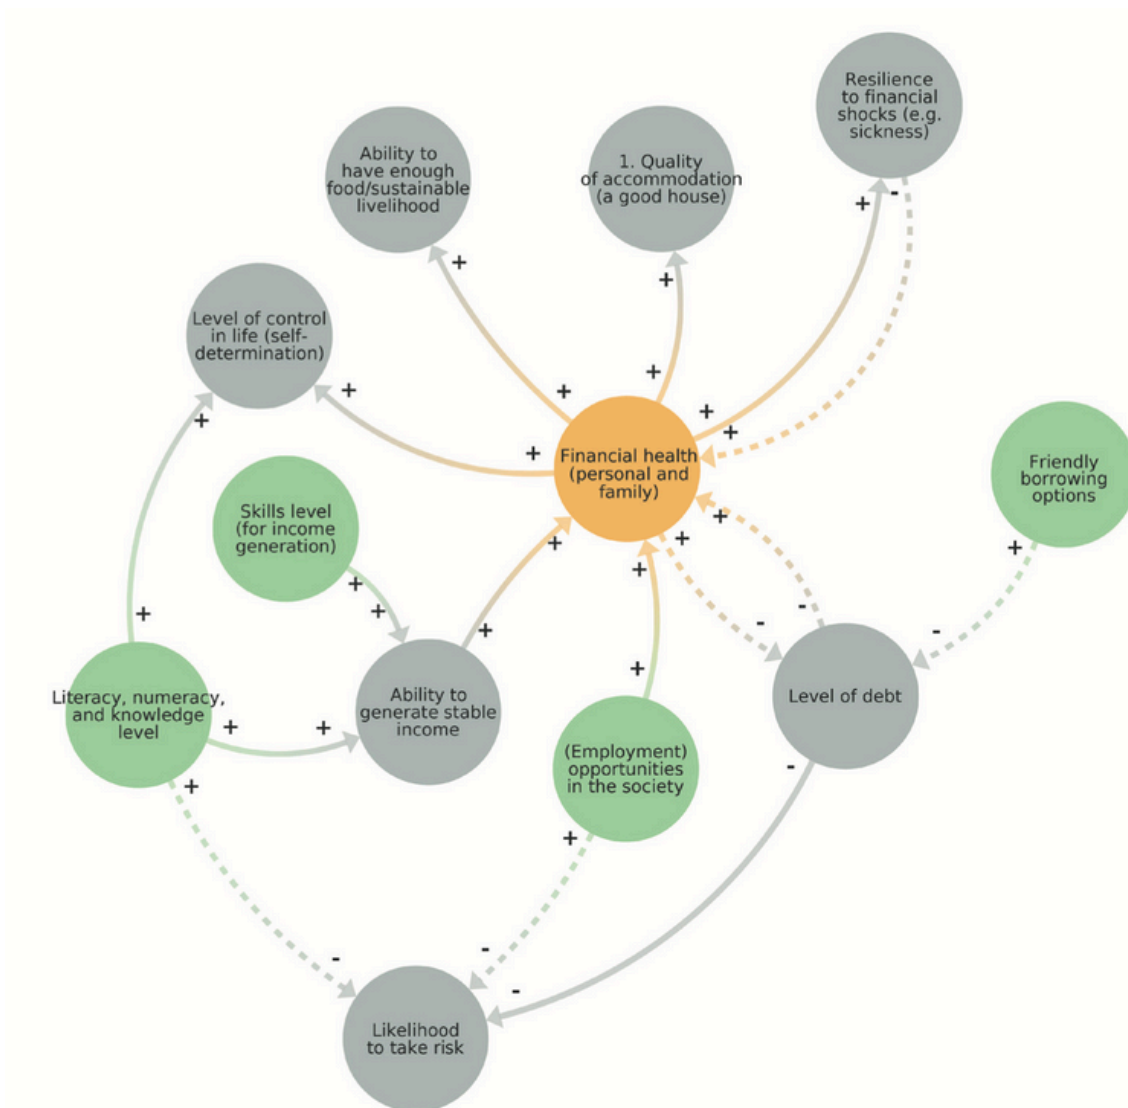 Resilience
to financial
shocks (e.g.
sickness)
Ability to
have enough
food/sustainable
livelihood
1. Quality
of accommodation
(a good house)
+
-
+
+
Level of control
in life (self-
determination)
+
+
+
+
+
+
+
Financial health
(personal and
family)
Friendly
borrowing
options
Skills level
(for income
generation)
+
+
+
+
+
+
+
-
+
+
-
-
+
Literacy, numeracy,
and knowledge
level
+
+
Ability to
generate stable
income
+
Level of debt
(Employment)
opportunities
in the society
-
+
+
-
-
-
Likelihood
to take risk